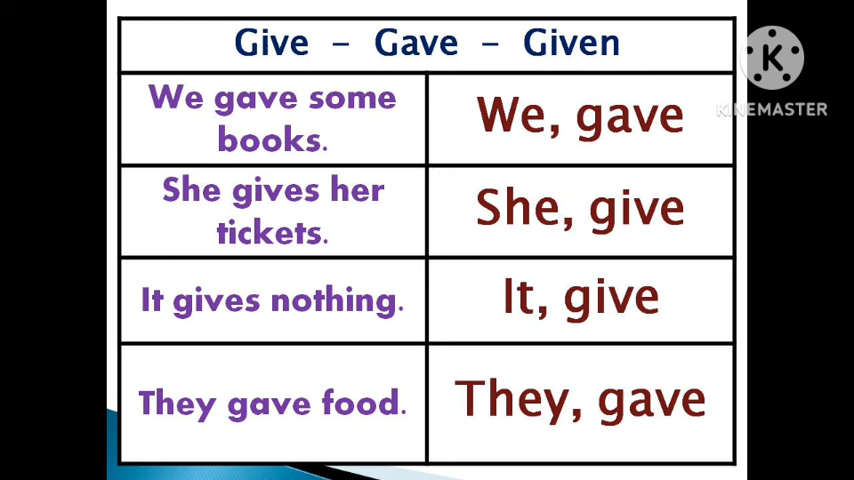 Give - Gave - Given
We gave some
books.
We, gave
She gives her
tickets.
She, give
It gives nothing.
It, give
They gave food.
They, gave
K
KINEMASTER